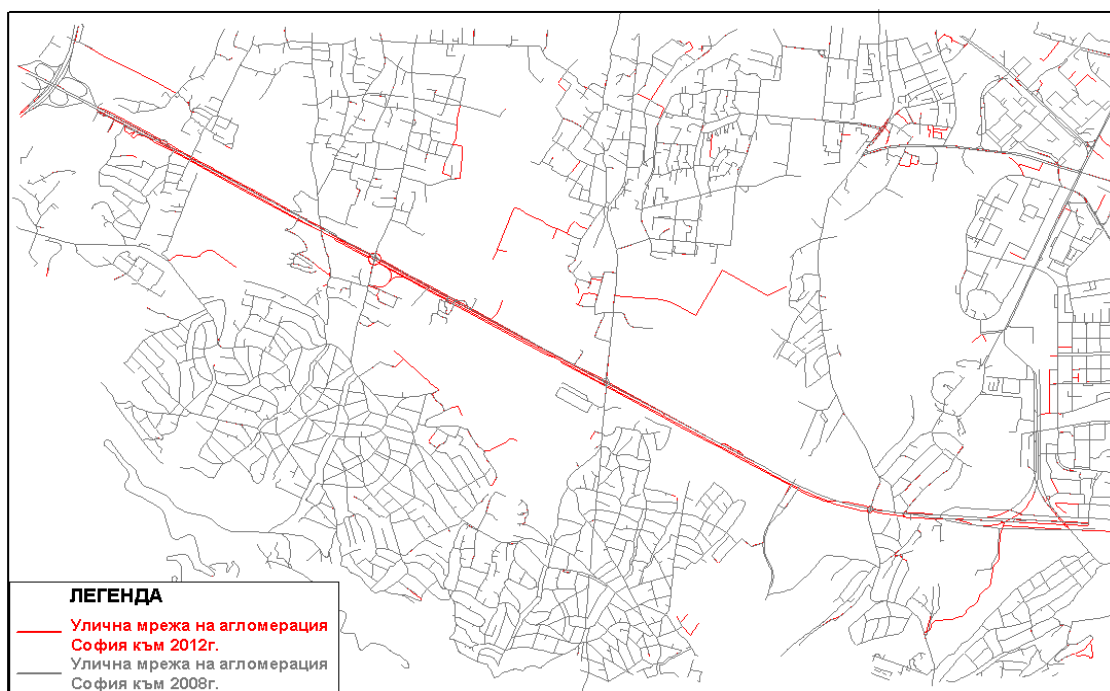 ЛЕГЕНДА
Улична мрежа на агломерация
София към 2012г.
Улична мрежа на агломерация
София към 2008г.